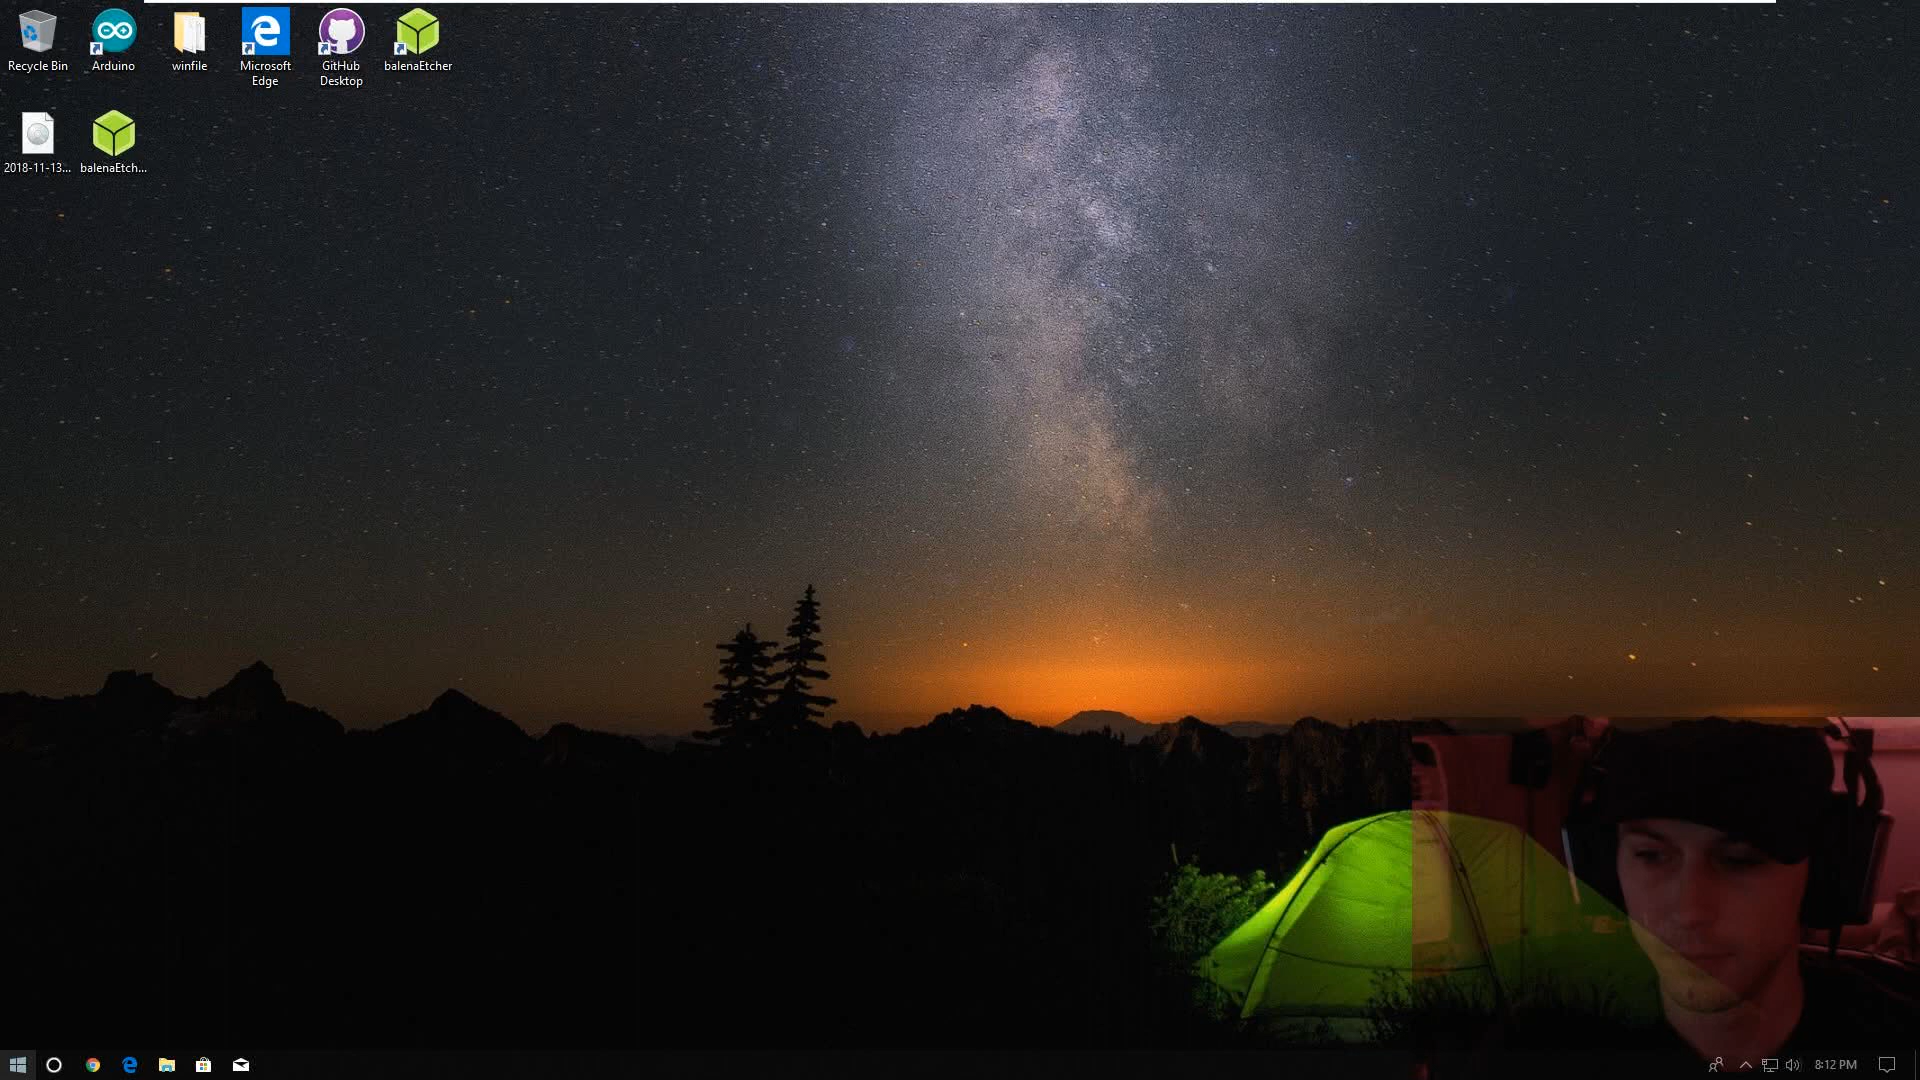 Recycle Bin
Arduino
winfile
Microsoft
Edge
GitHub
Desktop
balenaEtcher
2018-11-13...
balenaEtch...
8:12 PM